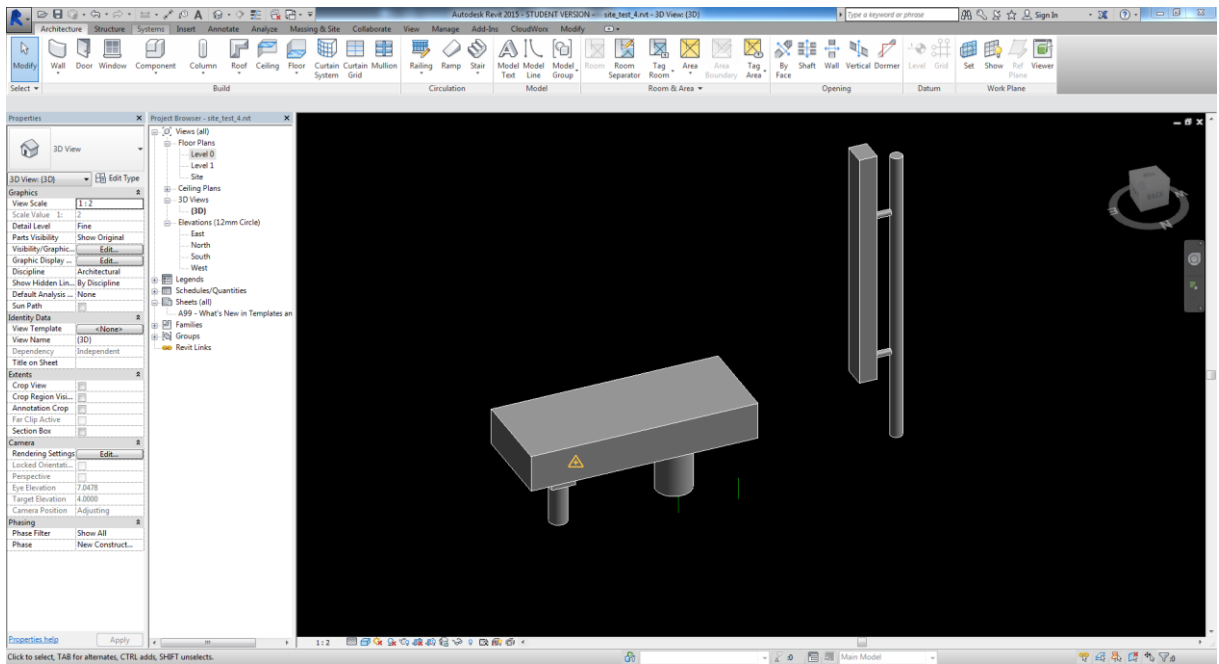 Autodesk Revit 2015 - STUDENT VERSION - site_test_4.rvt - 3D View: {3D}
Type a keyword or phrase
Sign In
Architecture Structure Systems Insert Annotate Analyze Massing & Site Collaborate View Manage Add-Ins CloudWorx Modify
Modify Wall Door Window Component Column Roof Ceiling Floor Curtain System Curtain Grid Mullion Railing Ramp Stair Model Text Model Line Model Group Room Room Separator Tag Room Area Area Boundary Tag Area By Face Shaft Wall Vertical Dormer Level Grid Set Show Ref Plane Viewer
Select Build Circulation Model Room & Area Opening Datum Work Plane
Properties
3D View
3D View: {3D} Edit Type
Graphics
View Scale 1 : 2
Scale Value 1: 2
Detail Level Fine
Parts Visibility Show Original
Visibility/Graphic... Edit...
Graphic Display ... Edit...
Discipline Architectural
Show Hidden Lin... By Discipline
Default Analysis ... None
Sun Path
Identity Data
View Template <None>
View Name {3D}
Dependency Independent
Title on Sheet
Extents
Crop View
Crop Region Visi...
Annotation Crop
Far Clip Active
Section Box
Camera
Rendering Settings Edit...
Locked Orientati...
Perspective
Eye Elevation 7.0478
Target Elevation 4.0000
Camera Position Adjusting
Phasing
Phase Filter Show All
Phase New Construct...
Properties help Apply
Project Browser - site_test_4.rvt
Views (all)
Floor Plans
Level 0
Level 1
Site
Ceiling Plans
3D Views
{3D}
Elevations (12mm Circle)
East
North
South
West
Legends
Schedules/Quantities
Sheets (all)
A99 - What's New in Templates an
Families
Groups
Revit Links
N
1 : 2
Click to select, TAB for alternates, CTRL adds, SHIFT unselects.
:0
Main Model
:0